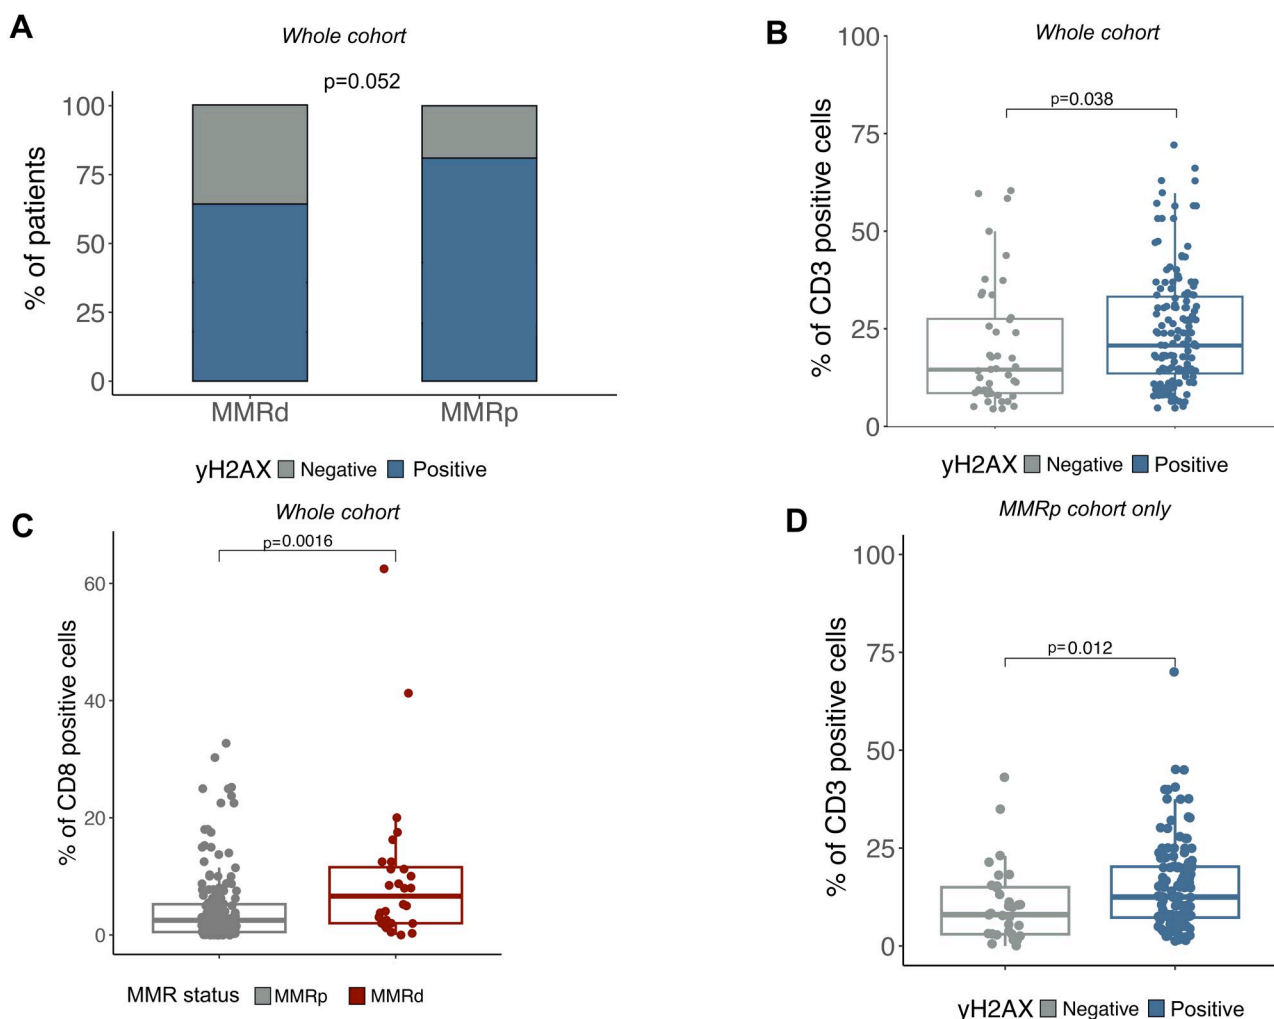 A
Whole cohort
p=0.052
% of patients
100
75
50
25
0
MMRd
MMRp
yH2AX Negative Positive
B
Whole cohort
p=0.038
% of CD3 positive cells
100
75
50
25
0
yH2AX Negative Positive
C
Whole cohort
p=0.0016
% of CD8 positive cells
60
40
20
0
MMR status MMRp MMRd
D
MMRp cohort only
p=0.012
% of CD3 positive cells
100
75
50
25
0
yH2AX Negative Positive